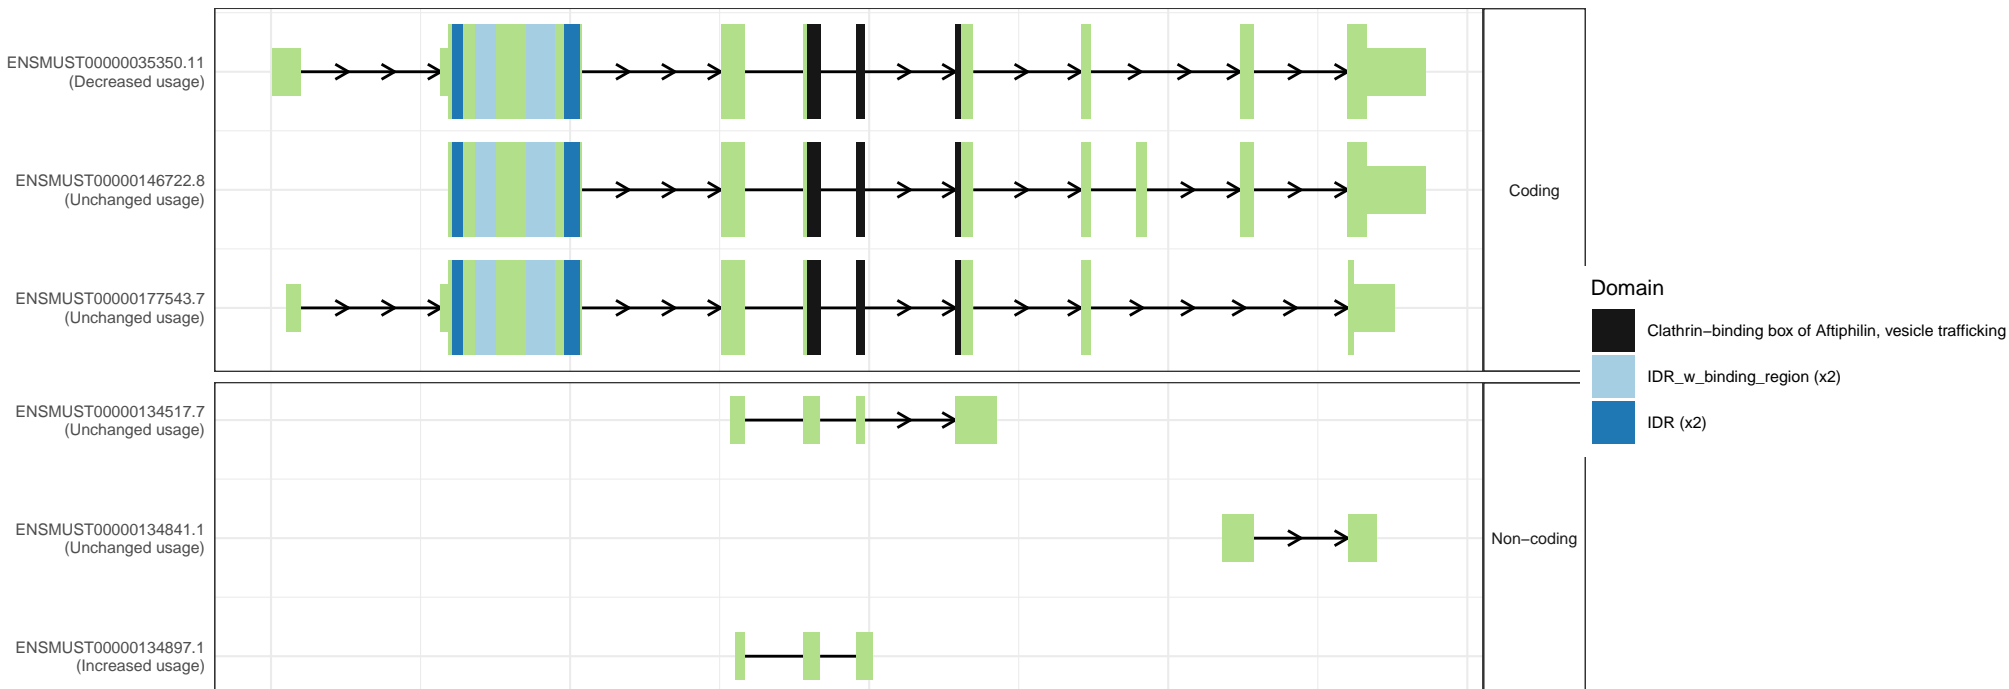 ENSMUST00000035350.11
(Decreased usage)
ENSMUST00000146722.8
(Unchanged usage)
ENSMUST00000177543.7
(Unchanged usage)
Coding
ENSMUST00000134517.7
(Unchanged usage)
ENSMUST00000134841.1
(Unchanged usage)
ENSMUST00000134897.1
(Increased usage)
Non−coding
Domain
Clathrin−binding box of Aftiphilin, vesicle trafficking
IDR_w_binding_region (x2)
IDR (x2)